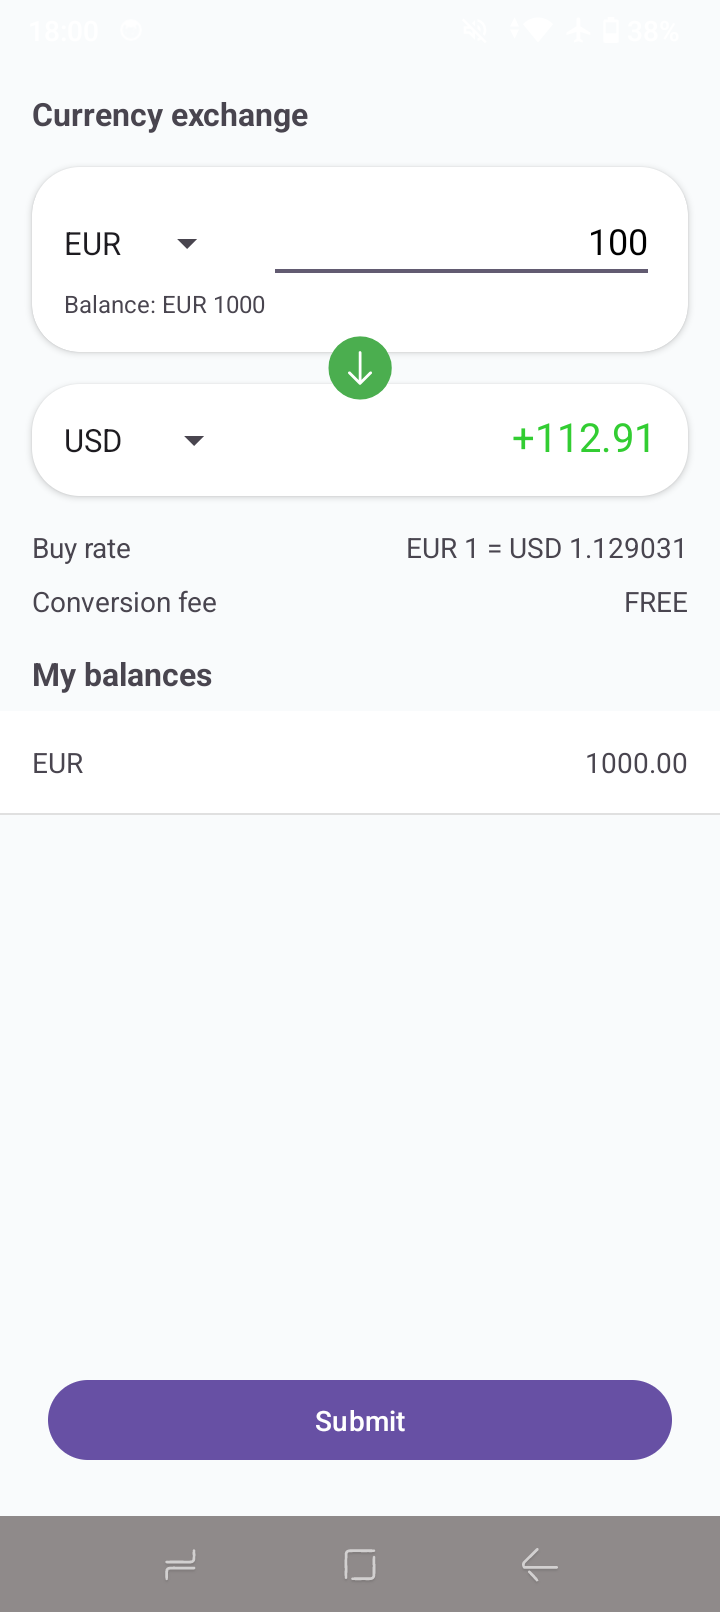 18:00 38%
Currency exchange
EUR 100
Balance: EUR 1000
USD +112.91
Buy rate EUR 1 = USD 1.129031
Conversion fee FREE
My balances
EUR 1000.00
Submit